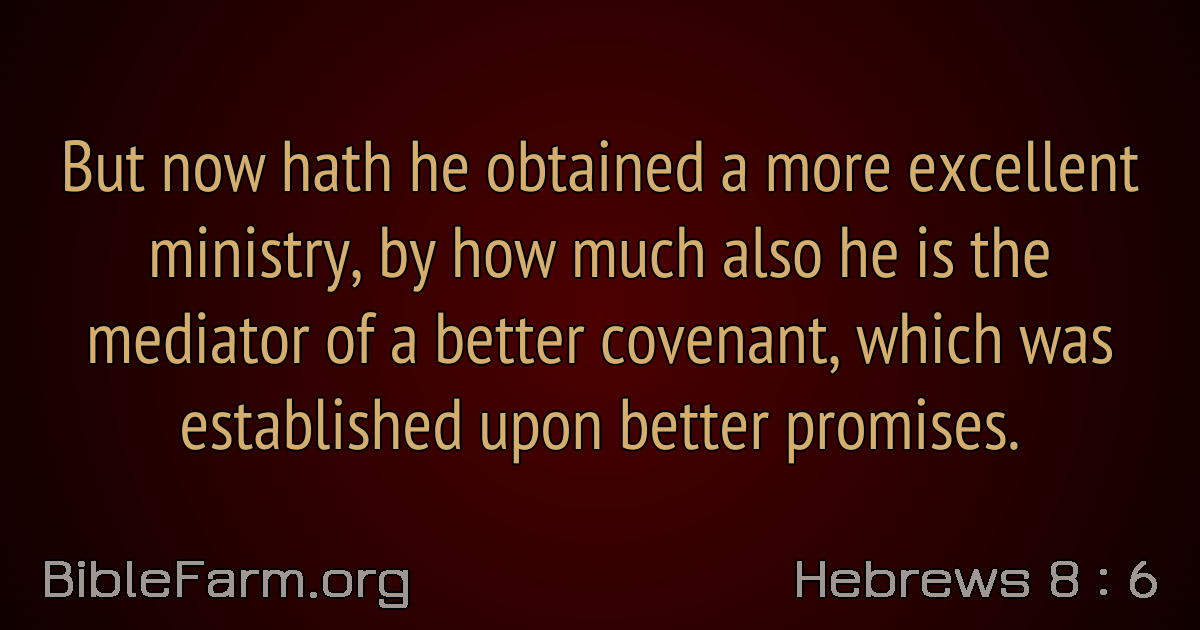 But now hath he obtained a more excellent
ministry, by how much also he is the
mediator of a better covenant, which was
established upon better promises.
BibleFarm.org
Hebrews 8 : 6